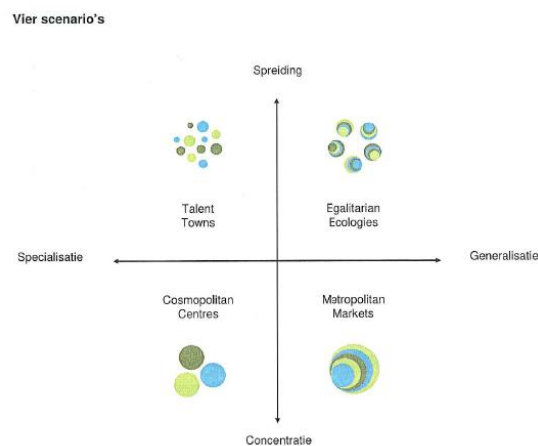 Vier scenario's
Spreiding
Talent
Towns
Egalitarian
Ecologies
Specialisatie
Generalisatie
Cosmopolitan
Centres
Metropolitan
Markets
Concentratie